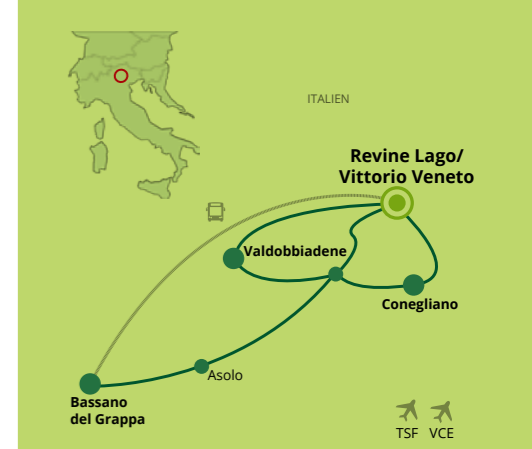 ITALIEN
Revine Lago/
Vittorio Veneto
Valdobbiadene
Conegliano
Asolo
Bassano
del Grappa
TSF VCE